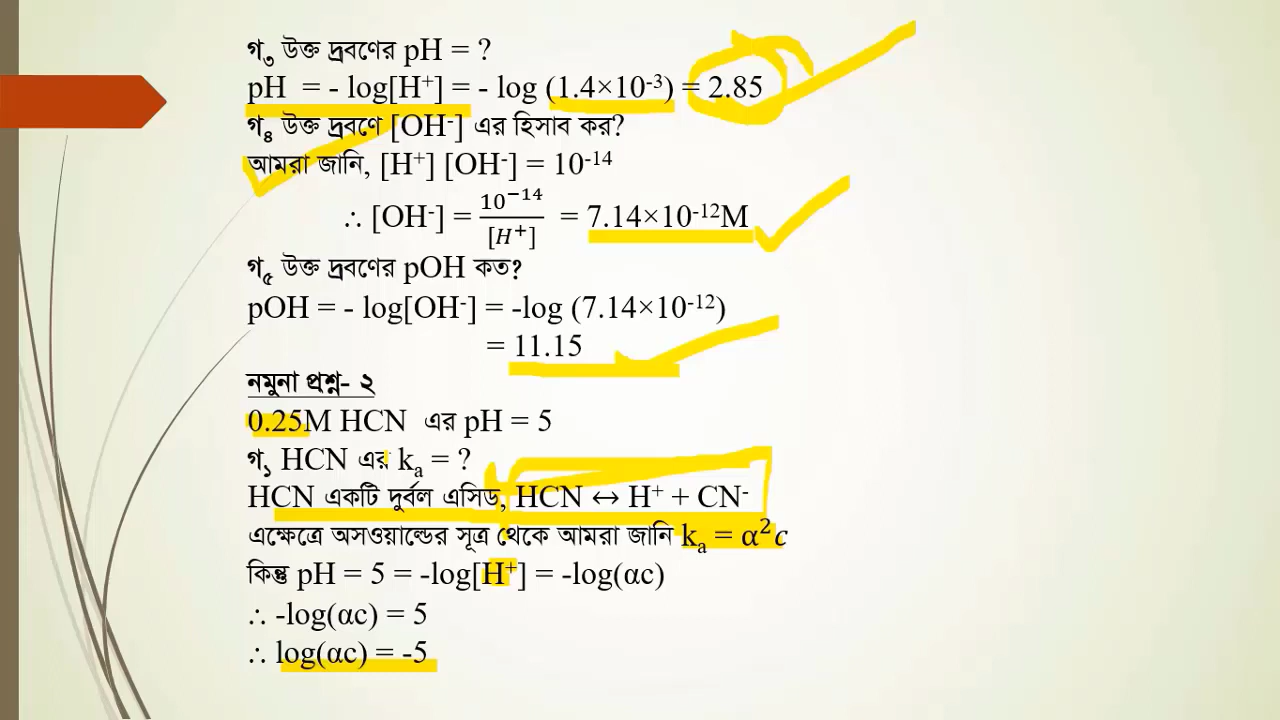 গ৩ উক্ত দ্রবণের pH = ?
pH = - log[H⁺] = - log (1.4×10⁻³) = 2.85
গ৪ উক্ত দ্রবণে [OH⁻] এর হিসাব কর?
আমরা জানি, [H⁺] [OH⁻] = 10⁻¹⁴
∴ [OH⁻] = 10⁻¹⁴/[H⁺] = 7.14×10⁻¹²M
গ৫ উক্ত দ্রবণের pOH কত?
pOH = - log[OH⁻] = -log (7.14×10⁻¹²)
= 11.15
নমুনা প্রশ্ন- ২
0.25M HCN এর pH = 5
গ১ HCN এর kₐ = ?
HCN একটি দুর্বল এসিড, HCN ↔ H⁺ + CN⁻
এক্ষেত্রে অসওয়াল্ডের সূত্র থেকে আমরা জানি kₐ = α²c
কিন্তু pH = 5 = -log[H⁺] = -log(αc)
∴ -log(αc) = 5
∴ log(αc) = -5